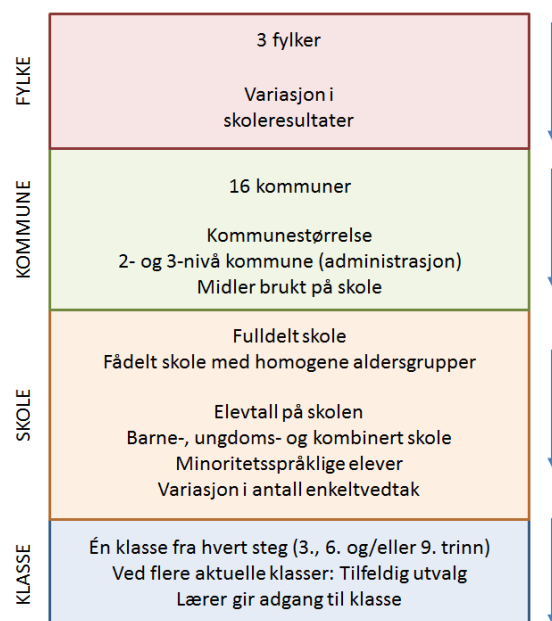 FYLKE
3 fylker
Variasjon i
skoleresultater
KOMMUNE
16 kommuner
Kommunestørrelse
2- og 3-nivå kommune (administrasjon)
Midler brukt på skole
SKOLE
Fulldelt skole
Fådelt skole med homogene aldersgrupper
Elevtall på skolen
Barne-, ungdoms- og kombinert skole
Minoritetsspråklige elever
Variasjon i antall enkeltvedtak
KLASSE
Én klasse fra hvert steg (3., 6. og/eller 9. trinn)
Ved flere aktuelle klasser: Tilfeldig utvalg
Lærer gir adgang til klasse